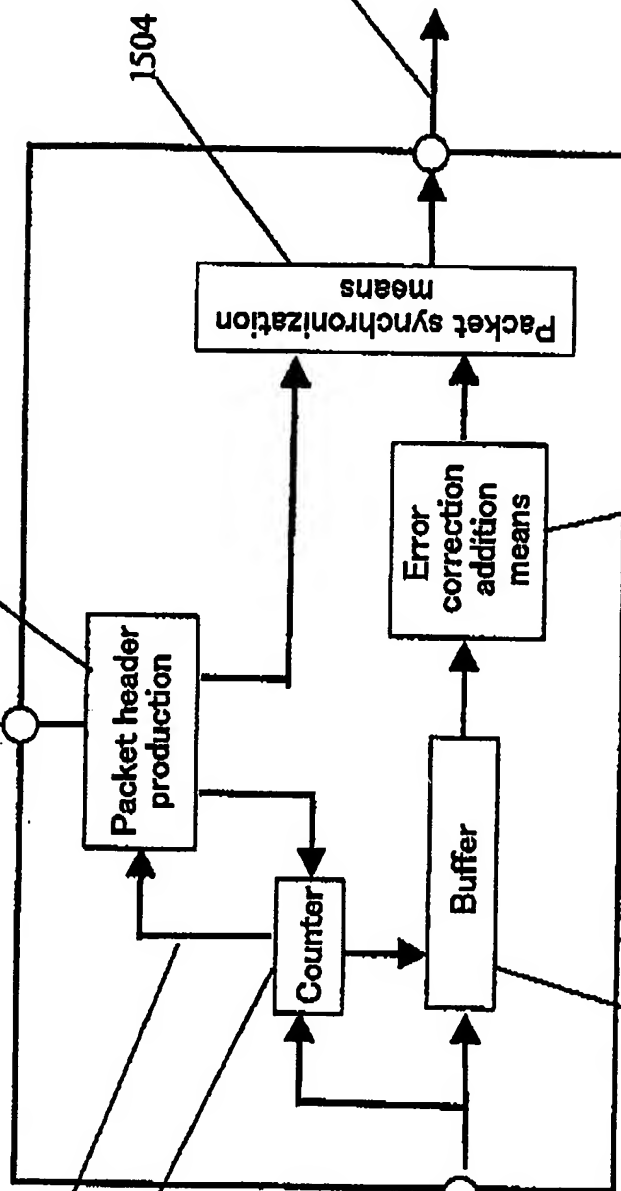 1504
Packet header
production
Packet synchronization
means
Counter
Buffer
Error
correction
addition
means